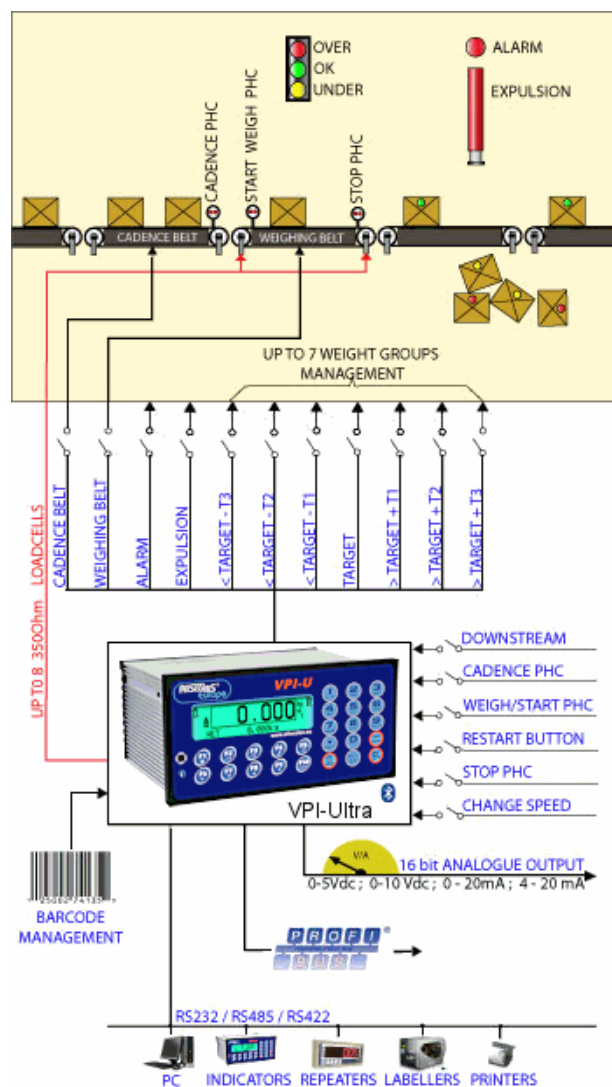 OVER
OK
UNDER
ALARM
EXPULSION
CADENCE PHC
START WEIGH PHC
STOP PHC
CADENCE BELT
WEIGHING BELT
UP TO 7 WEIGHT GROUPS
MANAGEMENT
UP TO 8 350Ohm LOADCELLS
CADENCE BELT
WEIGHING BELT
ALARM
EXPULSION
< TARGET - T3
< TARGET - T2
< TARGET - T1
TARGET
> TARGET + T1
> TARGET + T2
> TARGET + T3
DOWNSTREAM
CADENCE PHC
WEIGH/START PHC
RESTART BUTTON
STOP PHC
CHANGE SPEED
VPI-U
0.000
VPI-Ultra
V/A
16 bit ANALOGUE OUTPUT
0-5Vdc ; 0-10 Vdc ; 0 - 20mA ; 4 - 20 mA
BARCODE
MANAGEMENT
PROFI
BUS
RS232 / RS485 / RS422
PC INDICATORS REPEATERS LABELLERS PRINTERS